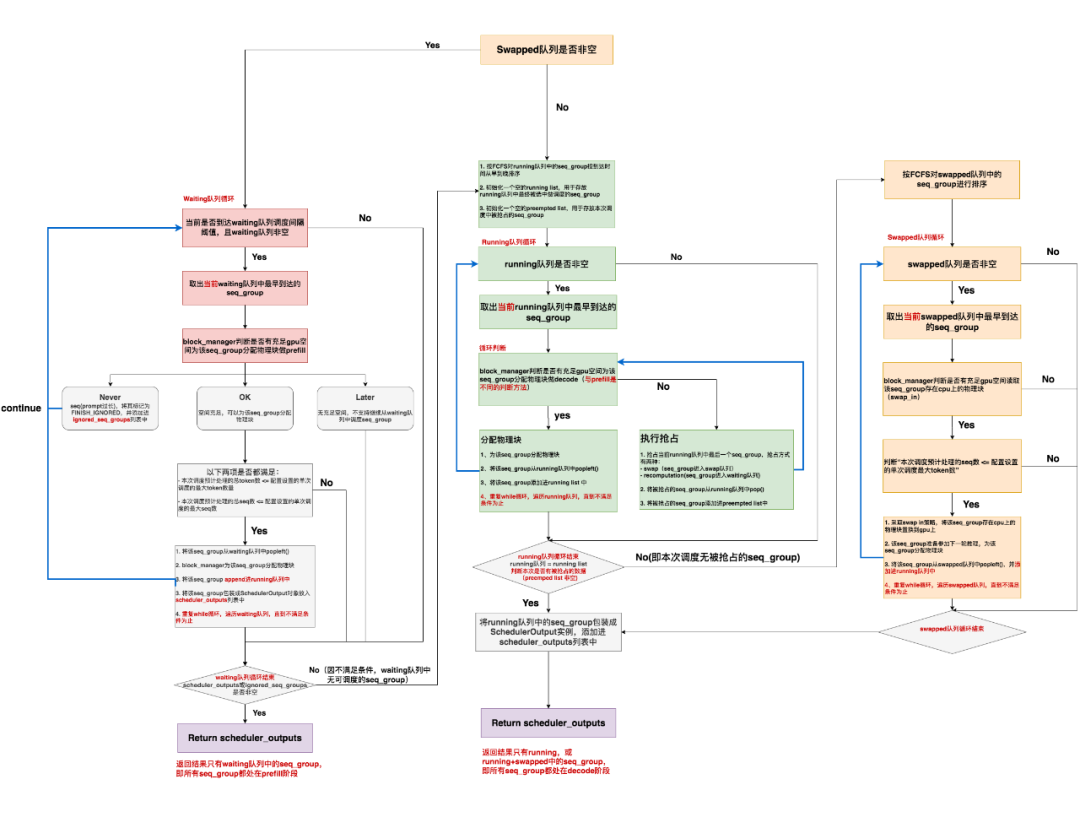 Swapped队列是否非空
Yes
No
Waiting队列循环
当前是否到达waiting队列调度间隔
阈值，且waiting队列非空
No
Yes
取出当前waiting队列中最早到达的
seq_group
block_manager判断是否有充足gpu空
间为该seq_group分配物理块做prefill
continue
Never
seq(prompt过长)，将其标记为
FINISH_IGNORED，并添加进
ignored_seq_groups列表中
OK
空间充足，可以为该seq_group分配
物理块
Later
无充足空间，不支持继续从waiting队
列中调度seq_group
以下两项是否都满足：
- 本次调度预计处理的总token数 <= 配置设置的单次
调度的最大token数量
- 本次调度预计处理的总seq数 <= 配置设置的单次调
度的最大seq数
No
Yes
1. 将该seq_group从waiting队列中popleft()
2. block_manager为该seq_group分配物理块
3. 将该seq_group append进running队列中
3. 将该seq_group包装成SchedulerOutput对象放入
scheduler_outputs列表中
4. 重复while循环，遍历waiting队列，直到不满足条
件为止
waiting队列循环结束
scheduler_outputs或ignored_seq_groups
是否非空
No（因不满足条件，waiting队列中
无可调度的seq_group）
Yes
Return scheduler_outputs
返回结果只有waiting队列中的seq_group，
即所有seq_group都处在prefill阶段
1. 按FCFS对running队列中的seq_group按到达时
间从早到晚排序
2. 初始化一个空的running list，用于存放
running队列中最终被选中做调度的seq_group
3. 初始化一个空的preempted list，用于存放本次调
度中被抢占的seq_group
Running队列循环
running队列是否非空
No
Yes
取出当前running队列中最早到达的
seq_group
循环判断
block_manager判断是否有充足gpu空间为该
seq_group分配物理块做decode（与prefill是
不同的判断方法）
No
yes
分配物理块
1、为该seq_group分配物理块
2、将该seq_group从running队列中popleft()
3、将该seq_group添加进running list 中
4、重复while循环，遍历running队列，直到不满足
条件为止
执行抢占
1. 抢占当前running队列中最后一个seq_group，抢占方式
有两种：
- swap（seq_group进入swap队列）
- recomputation(seq_group进入waiting队列)
2. 将被抢占的seq_group从running队列中pop()
3. 将被抢占的seq_group添加进preempted list中
running队列循环结束
running队列 = running list
判断本次是否有被抢占的数据
（preemped list 非空）
No(即本次调度无被抢占的seq_group)
Yes
将running队列中的seq_group包装成
SchedulerOutput实例，添加进
scheduler_outputs列表中
Return scheduler_outputs
返回结果只有running，或
running+swapped中的seq_group，
即所有seq_group都处在decode阶段
按FCFS对swapped队列中的
seq_group进行排序
Swapped队列循环
swapped队列是否非空
No
Yes
取出当前swapped队列中最早到达
的seq_group
block_manager判断是否有充足gpu空间读取
该seq_group存在cpu上的物理块
（swap_in）
No
Yes
判断“本次调度预计处理的seq数 <= 配置设置
的单次调度最大token数”
No
Yes
1. 采取swap in策略，将该seq_group存在cpu上的
物理块置换到gpu上
2. 该seq_group准备参加下一轮推理，为该
seq_group分配物理块
3. 将该seq_group从swapped队列中popleft()，并添
加进running队列中
4、重复while循环，遍历swapped队列，直到不满足
条件为止
swapped队列循环结束